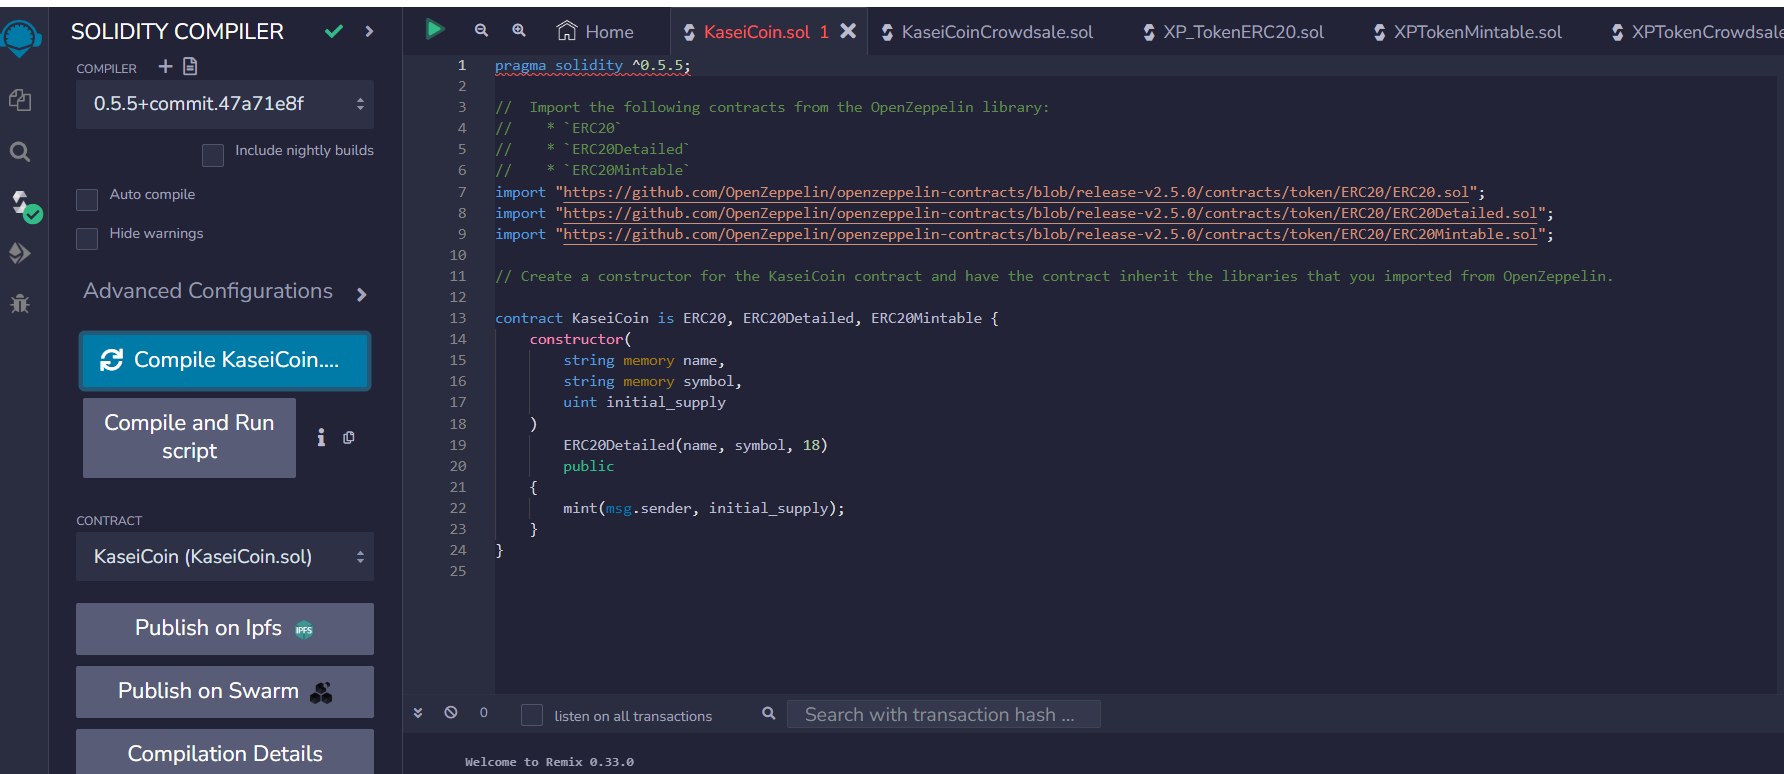 SOLIDITY COMPILER
COMPILER
0.5.5+commit.47a71e8f
Include nightly builds
Auto compile
Hide warnings
Advanced Configurations
Compile KaseiCoin....
Compile and Run
script
CONTRACT
KaseiCoin (KaseiCoin.sol)
Publish on Ipfs
IPFS
Publish on Swarm
Compilation Details
Home
KaseiCoin.sol 1
KaseiCoinCrowdsale.sol
XP_TokenERC20.sol
XPTokenMintable.sol
XPTokenCrowdsale
1 pragma solidity ^0.5.5;
2
3 //  Import the following contracts from the OpenZeppelin library:
4 //    * `ERC20`
5 //    * `ERC20Detailed`
6 //    * `ERC20Mintable`
7 import "https://github.com/OpenZeppelin/openzeppelin-contracts/blob/release-v2.5.0/contracts/token/ERC20/ERC20.sol";
8 import "https://github.com/OpenZeppelin/openzeppelin-contracts/blob/release-v2.5.0/contracts/token/ERC20/ERC20Detailed.sol";
9 import "https://github.com/OpenZeppelin/openzeppelin-contracts/blob/release-v2.5.0/contracts/token/ERC20/ERC20Mintable.sol";
10
11 // Create a constructor for the KaseiCoin contract and have the contract inherit the libraries that you imported from OpenZeppelin.
12
13 contract KaseiCoin is ERC20, ERC20Detailed, ERC20Mintable {
14     constructor(
15         string memory name,
16         string memory symbol,
17         uint initial_supply
18     )
19         ERC20Detailed(name, symbol, 18)
20         public
21     {
22         mint(msg.sender, initial_supply);
23     }
24 }
25
0
listen on all transactions
Search with transaction hash ...
Welcome to Remix 0.33.0